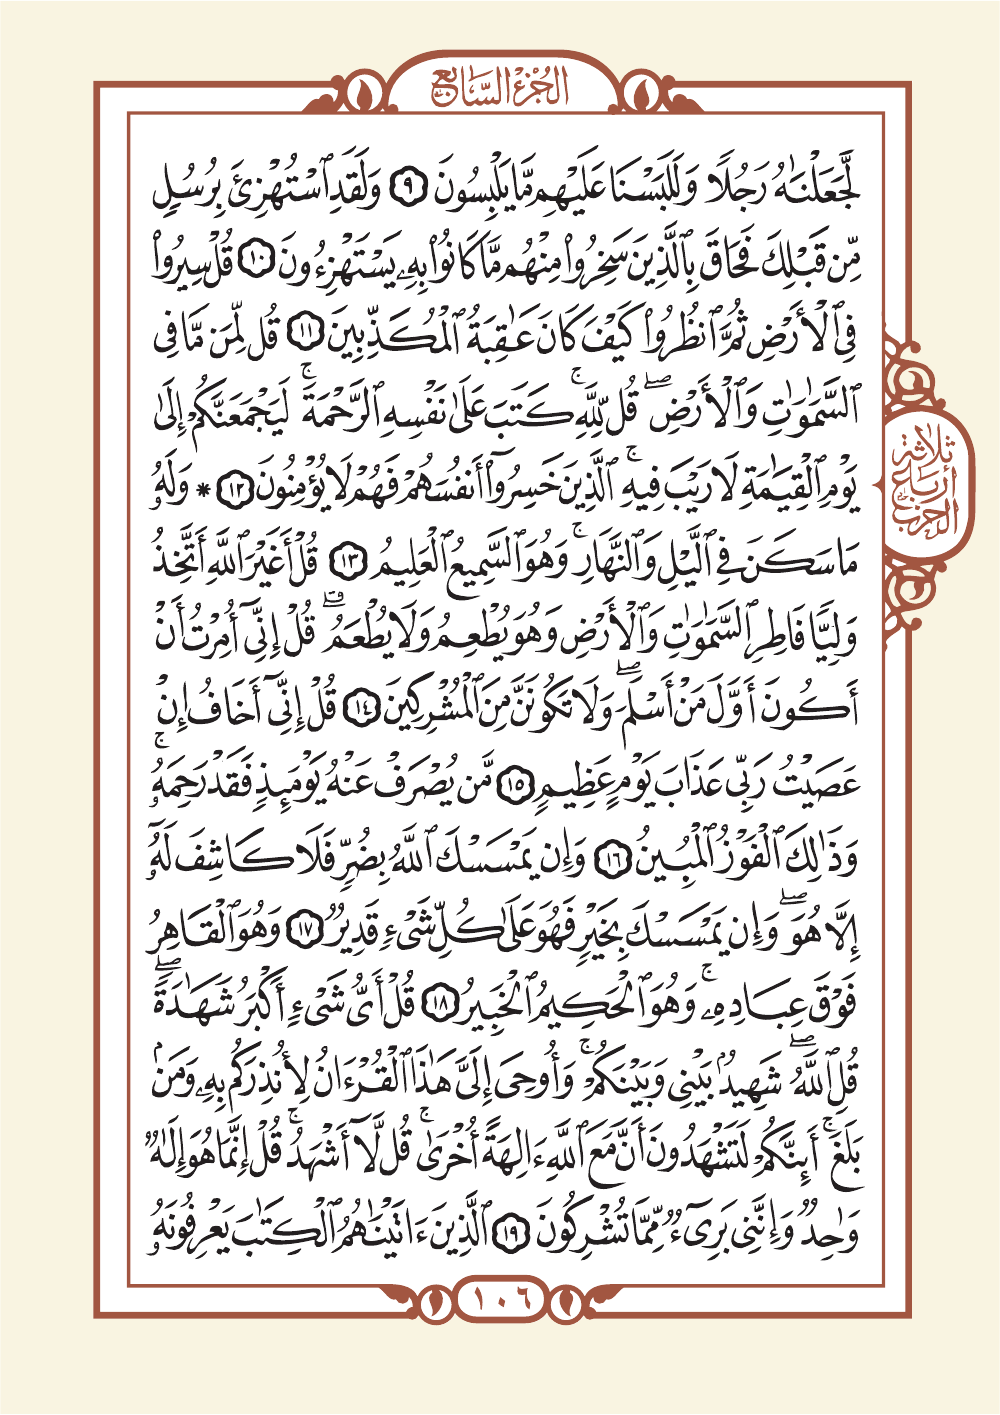 الجُزْءُ السَّابِعُ
لَّجَعَلْنَٰهُ رَجُلًا وَلَلَبَسْنَا عَلَيْهِم مَّا يَلْبِسُونَ ٩ وَلَقَدِ ٱسْتُهْزِئَ بِرُسُلٍ
مِّن قَبْلِكَ فَحَاقَ بِٱلَّذِينَ سَخِرُوا۟ مِنْهُم مَّا كَانُوا۟ بِهِۦ يَسْتَهْزِءُونَ ١٠ قُلْ سِيرُوا۟
فِى ٱلْأَرْضِ ثُمَّ ٱنظُرُوا۟ كَيْفَ كَانَ عَٰقِبَةُ ٱلْمُكَذِّبِينَ ١١ قُل لِّمَن مَّا فِى
ٱلسَّمَٰوَٰتِ وَٱلْأَرْضِ ۖ قُل لِّلَّهِ ۚ كَتَبَ عَلَىٰ نَفْسِهِ ٱلرَّحْمَةَ ۚ لَيَجْمَعَنَّكُمْ إِلَىٰ
يَوْمِ ٱلْقِيَٰمَةِ لَا رَيْبَ فِيهِ ۚ ٱلَّذِينَ خَسِرُوٓا۟ أَنفُسَهُمْ فَهُمْ لَا يُؤْمِنُونَ ١٢ * وَلَهُۥ
مَا سَكَنَ فِى ٱلَّيْلِ وَٱلنَّهَارِ ۚ وَهُوَ ٱلسَّمِيعُ ٱلْعَلِيمُ ١٣ قُلْ أَغَيْرَ ٱللَّهِ أَتَّخِذُ
وَلِيًّا فَاطِرِ ٱلسَّمَٰوَٰتِ وَٱلْأَرْضِ وَهُوَ يُطْعِمُ وَلَا يُطْعَمُ ۗ قُلْ إِنِّىٓ أُمِرْتُ أَنْ
أَكُونَ أَوَّلَ مَنْ أَسْلَمَ ۖ وَلَا تَكُونَنَّ مِنَ ٱلْمُشْرِكِينَ ١٤ قُلْ إِنِّىٓ أَخَافُ إِنْ
عَصَيْتُ رَبِّى عَذَابَ يَوْمٍ عَظِيمٍ ١٥ مَّن يُصْرَفْ عَنْهُ يَوْمَئِذٍ فَقَدْ رَحِمَهُۥ ۚ
وَذَٰلِكَ ٱلْفَوْزُ ٱلْمُبِينُ ١٦ وَإِن يَمْسَسْكَ ٱللَّهُ بِضُرٍّ فَلَا كَاشِفَ لَهُۥٓ
إِلَّا هُوَ ۖ وَإِن يَمْسَسْكَ بِخَيْرٍ فَهُوَ عَلَىٰ كُلِّ شَىْءٍ قَدِيرٌ ١٧ وَهُوَ ٱلْقَاهِرُ
فَوْقَ عِبَادِهِۦ ۚ وَهُوَ ٱلْحَكِيمُ ٱلْخَبِيرُ ١٨ قُلْ أَىُّ شَىْءٍ أَكْبَرُ شَهَٰدَةً ۖ
قُلِ ٱللَّهُ ۖ شَهِيدٌۢ بَيْنِى وَبَيْنَكُمْ ۚ وَأُوحِىَ إِلَىَّ هَٰذَا ٱلْقُرْءَانُ لِأُنذِرَكُم بِهِۦ وَمَنۢ
بَلَغَ ۚ أَئِنَّكُمْ لَتَشْهَدُونَ أَنَّ مَعَ ٱللَّهِ ءَالِهَةً أُخْرَىٰ ۚ قُل لَّآ أَشْهَدُ ۚ قُلْ إِنَّمَا هُوَ إِلَٰهٌ
وَٰحِدٌ وَإِنَّنِى بَرِىٓءٌ مِّمَّا تُشْرِكُونَ ١٩ ٱلَّذِينَ ءَاتَيْنَٰهُمُ ٱلْكِتَٰبَ يَعْرِفُونَهُۥ
ثلاثة
أرباع
الحزب
١٠٦